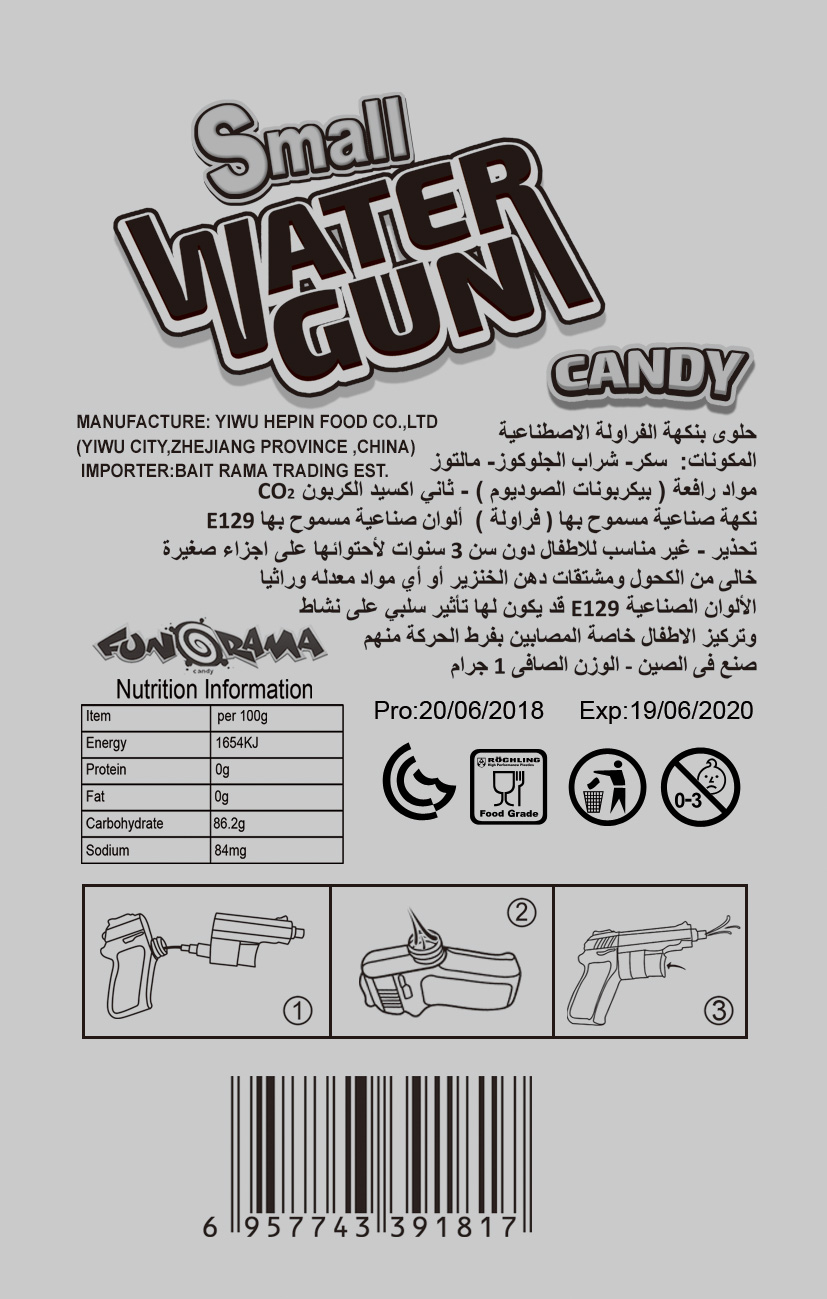 Small
WATER
GUN
CANDY
MANUFACTURE: YIWU HEPIN FOOD CO.,LTD
(YIWU CITY,ZHEJIANG PROVINCE ,CHINA)
IMPORTER:BAIT RAMA TRADING EST.
حلوى بنكهة الفراولة الاصطناعية
المكونات: سكر- شراب الجلوكوز- مالتوز
مواد رافعة ( بيكربونات الصوديوم ) - ثاني اكسيد الكربون CO₂
نكهة صناعية مسموح بها ( فراولة ) ألوان صناعية مسموح بها E129
تحذير - غير مناسب للاطفال دون سن 3 سنوات لأحتوائها على اجزاء صغيرة
خالى من الكحول ومشتقات دهن الخنزير أو أي مواد معدله وراثيا
الألوان الصناعية E129 قد يكون لها تأثير سلبي على نشاط
وتركيز الاطفال خاصة المصابين بفرط الحركة منهم
صنع فى الصين - الوزن الصافى 1 جرام
FUN O RAMA
candy
Nutrition Information
Item per 100g
Energy 1654KJ
Protein 0g
Fat 0g
Carbohydrate 86.2g
Sodium 84mg
Pro:20/06/2018 Exp:19/06/2020
RÖCHLING
High Performance Plastics
Food Grade
0-3
1
2
3
6 957743 391817